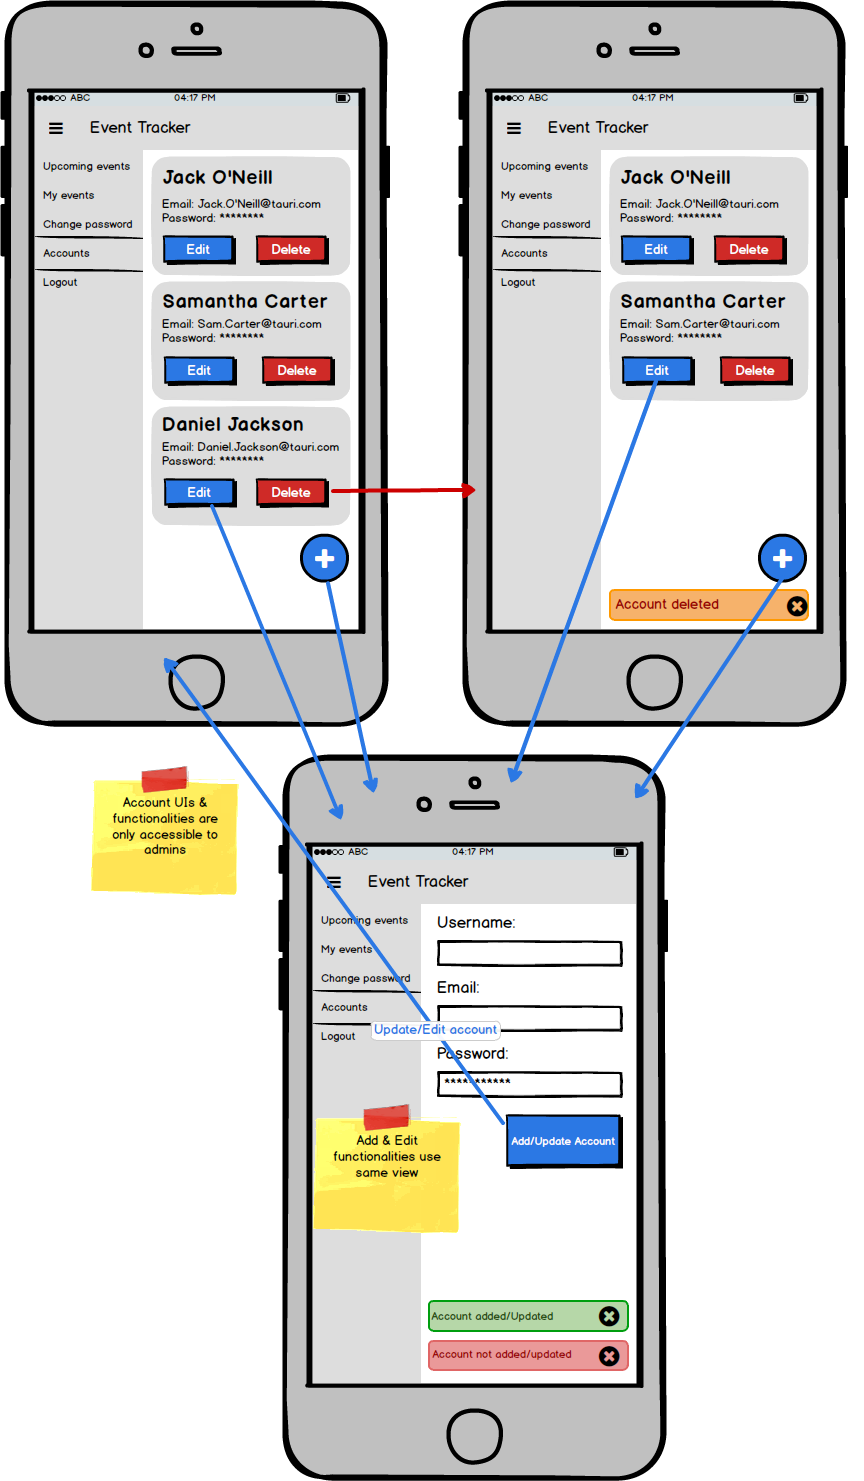 ABC 04:17 PM
Event Tracker
Upcoming events
My events
Change password
Accounts
Logout
Jack O'Neill
Email: Jack.O'Neill@tauri.com
Password: ********
Edit Delete
Samantha Carter
Email: Sam.Carter@tauri.com
Password: ********
Edit Delete
Daniel Jackson
Email: Daniel.Jackson@tauri.com
Password: ********
Edit Delete
ABC 04:17 PM
Event Tracker
Upcoming events
My events
Change password
Accounts
Logout
Jack O'Neill
Email: Jack.O'Neill@tauri.com
Password: ********
Edit Delete
Samantha Carter
Email: Sam.Carter@tauri.com
Password: ********
Edit Delete
Account deleted
Account UIs &
functionalities are
only accessible to
admins
ABC 04:17 PM
Event Tracker
Upcoming events
My events
Change password
Accounts
Logout
Username:
Email:
Update/Edit account
Password:
***********
Add/Update Account
Add & Edit
functionalities use
same view
Account added/Updated
Account not added/updated